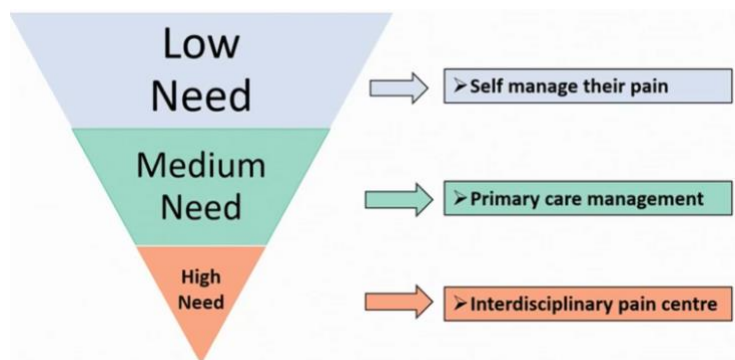 Low
Need
➢Self manage their pain
Medium
Need
➢Primary care management
High
Need
➢Interdisciplinary pain centre